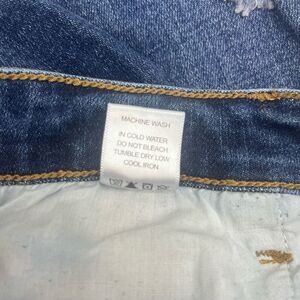 MACHINE WASH
IN COLD WATER
DO NOT BLEACH
TUMBLE DRY LOW
COOL IRON